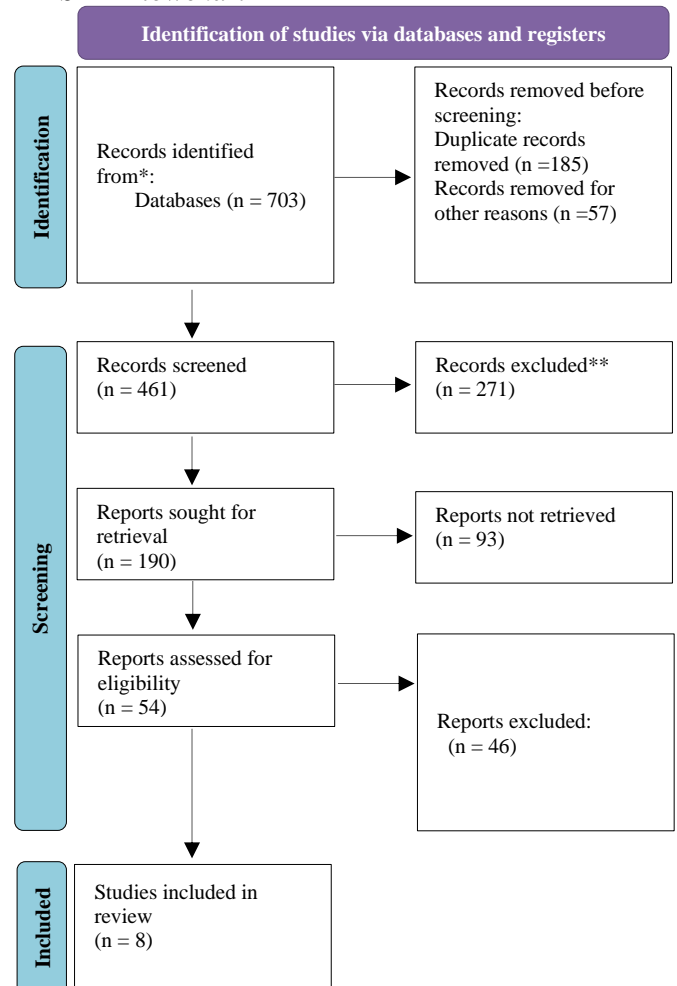 Identification of studies via databases and registers
Identification
Records identified
from*:
Databases (n = 703)
Records removed before
screening:
Duplicate records
removed (n =185)
Records removed for
other reasons (n =57)
Screening
Records screened
(n = 461)
Records excluded**
(n = 271)
Reports sought for
retrieval
(n = 190)
Reports not retrieved
(n = 93)
Reports assessed for
eligibility
(n = 54)
Reports excluded:
(n = 46)
Included
Studies included in
review
(n = 8)